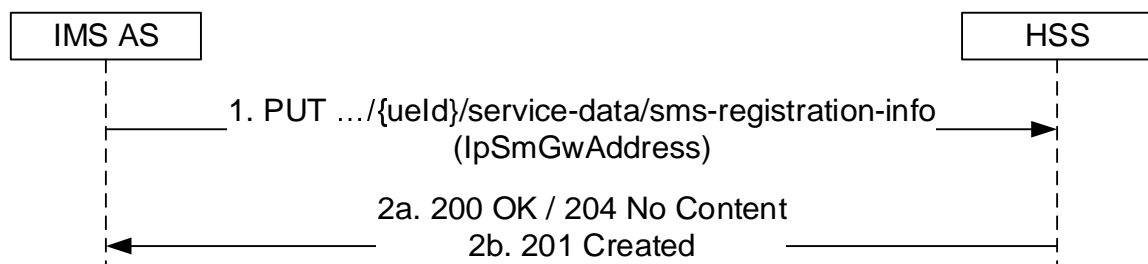 IMS AS
HSS
1. PUT …/{ueId}/service-data/sms-registration-info
(IpSmGwAddress)
2a. 200 OK / 204 No Content
2b. 201 Created